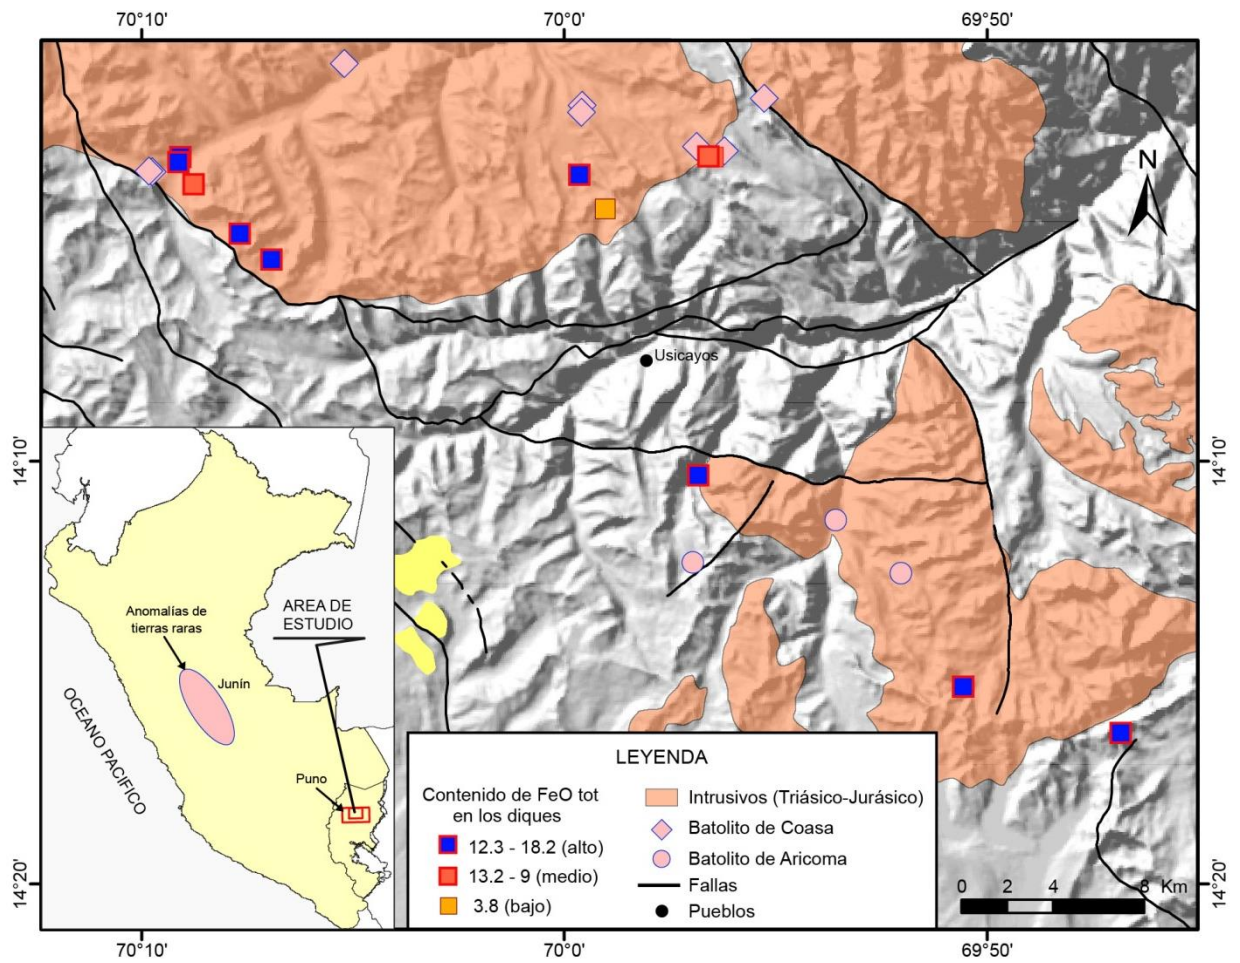 70°10'
70°0'
69°50'
N
Usicayos
14°10'
14°10'
Anomalías de
tierras raras
AREA DE
ESTUDIO
Junín
OCEANO PACÍFICO
Puno
LEYENDA
Contenido de FeO tot
en los diques
12.3 - 18.2 (alto)
13.2 - 9 (medio)
3.8 (bajo)
Intrusivos (Triásico-Jurásico)
Batolito de Coasa
Batolito de Aricoma
Fallas
Pueblos
0 2 4 8 Km
14°20'
14°20'
70°10'
70°0'
69°50'